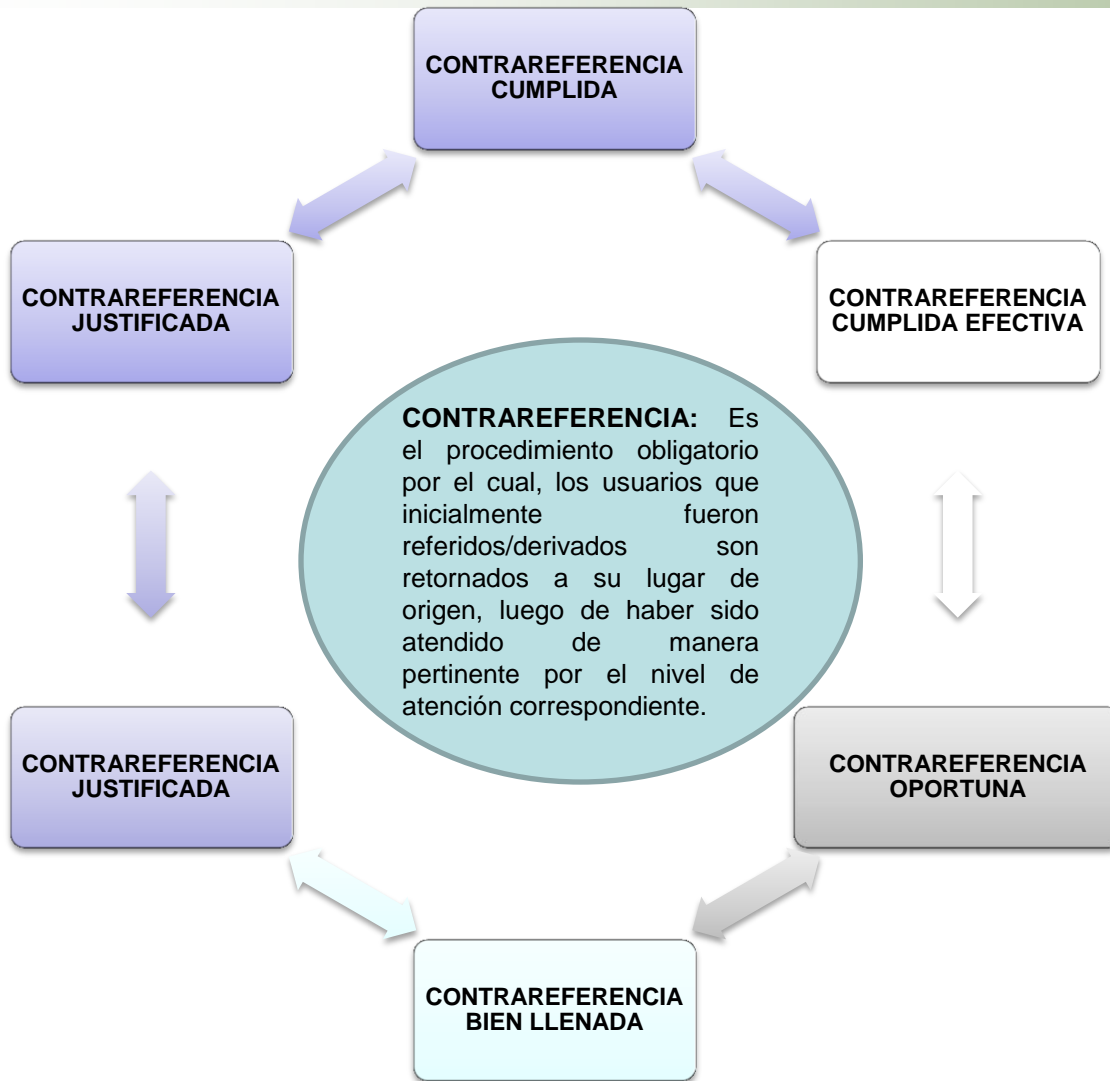 CONTRAREFERENCIA
CUMPLIDA
CONTRAREFERENCIA
JUSTIFICADA
CONTRAREFERENCIA
CUMPLIDA EFECTIVA
CONTRAREFERENCIA: Es
el procedimiento obligatorio
por el cual, los usuarios que
inicialmente fueron
referidos/derivados son
retornados a su lugar de
origen, luego de haber sido
atendido de manera
pertinente por el nivel de
atención correspondiente.
CONTRAREFERENCIA
JUSTIFICADA
CONTRAREFERENCIA
OPORTUNA
CONTRAREFERENCIA
BIEN LLENADA